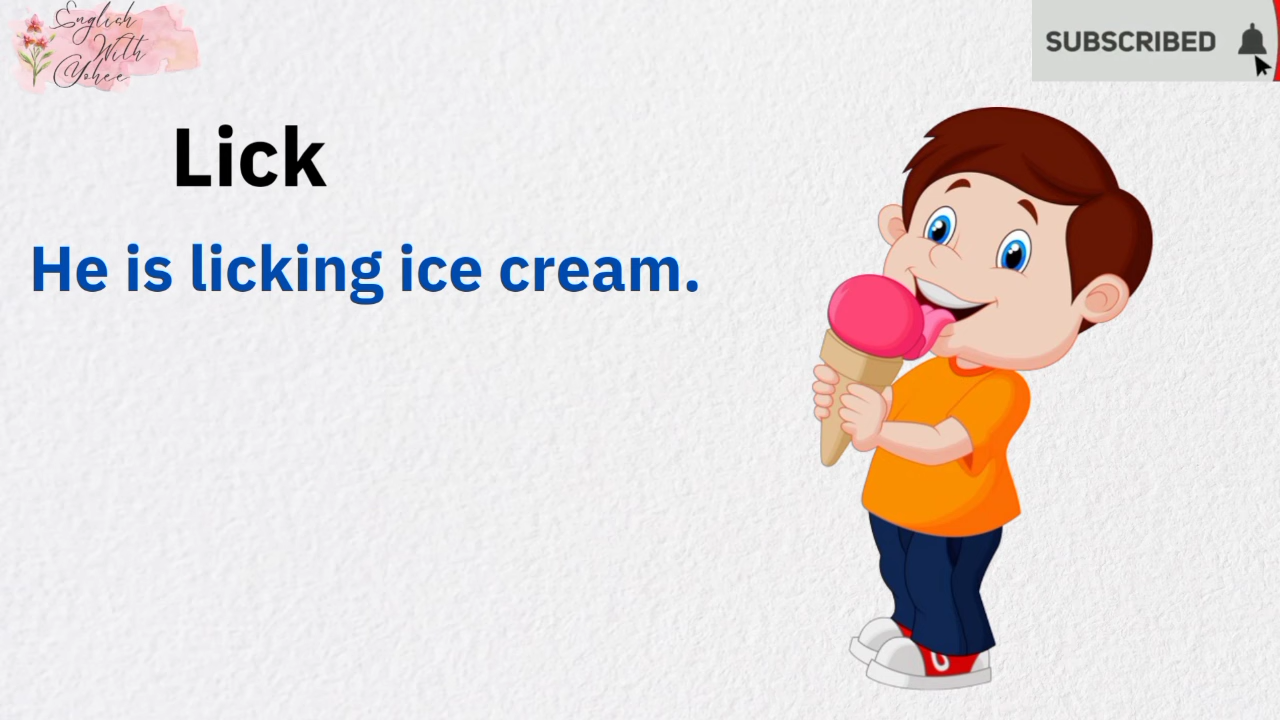 English
With
Yohee
SUBSCRIBED
Lick
He is licking ice cream.